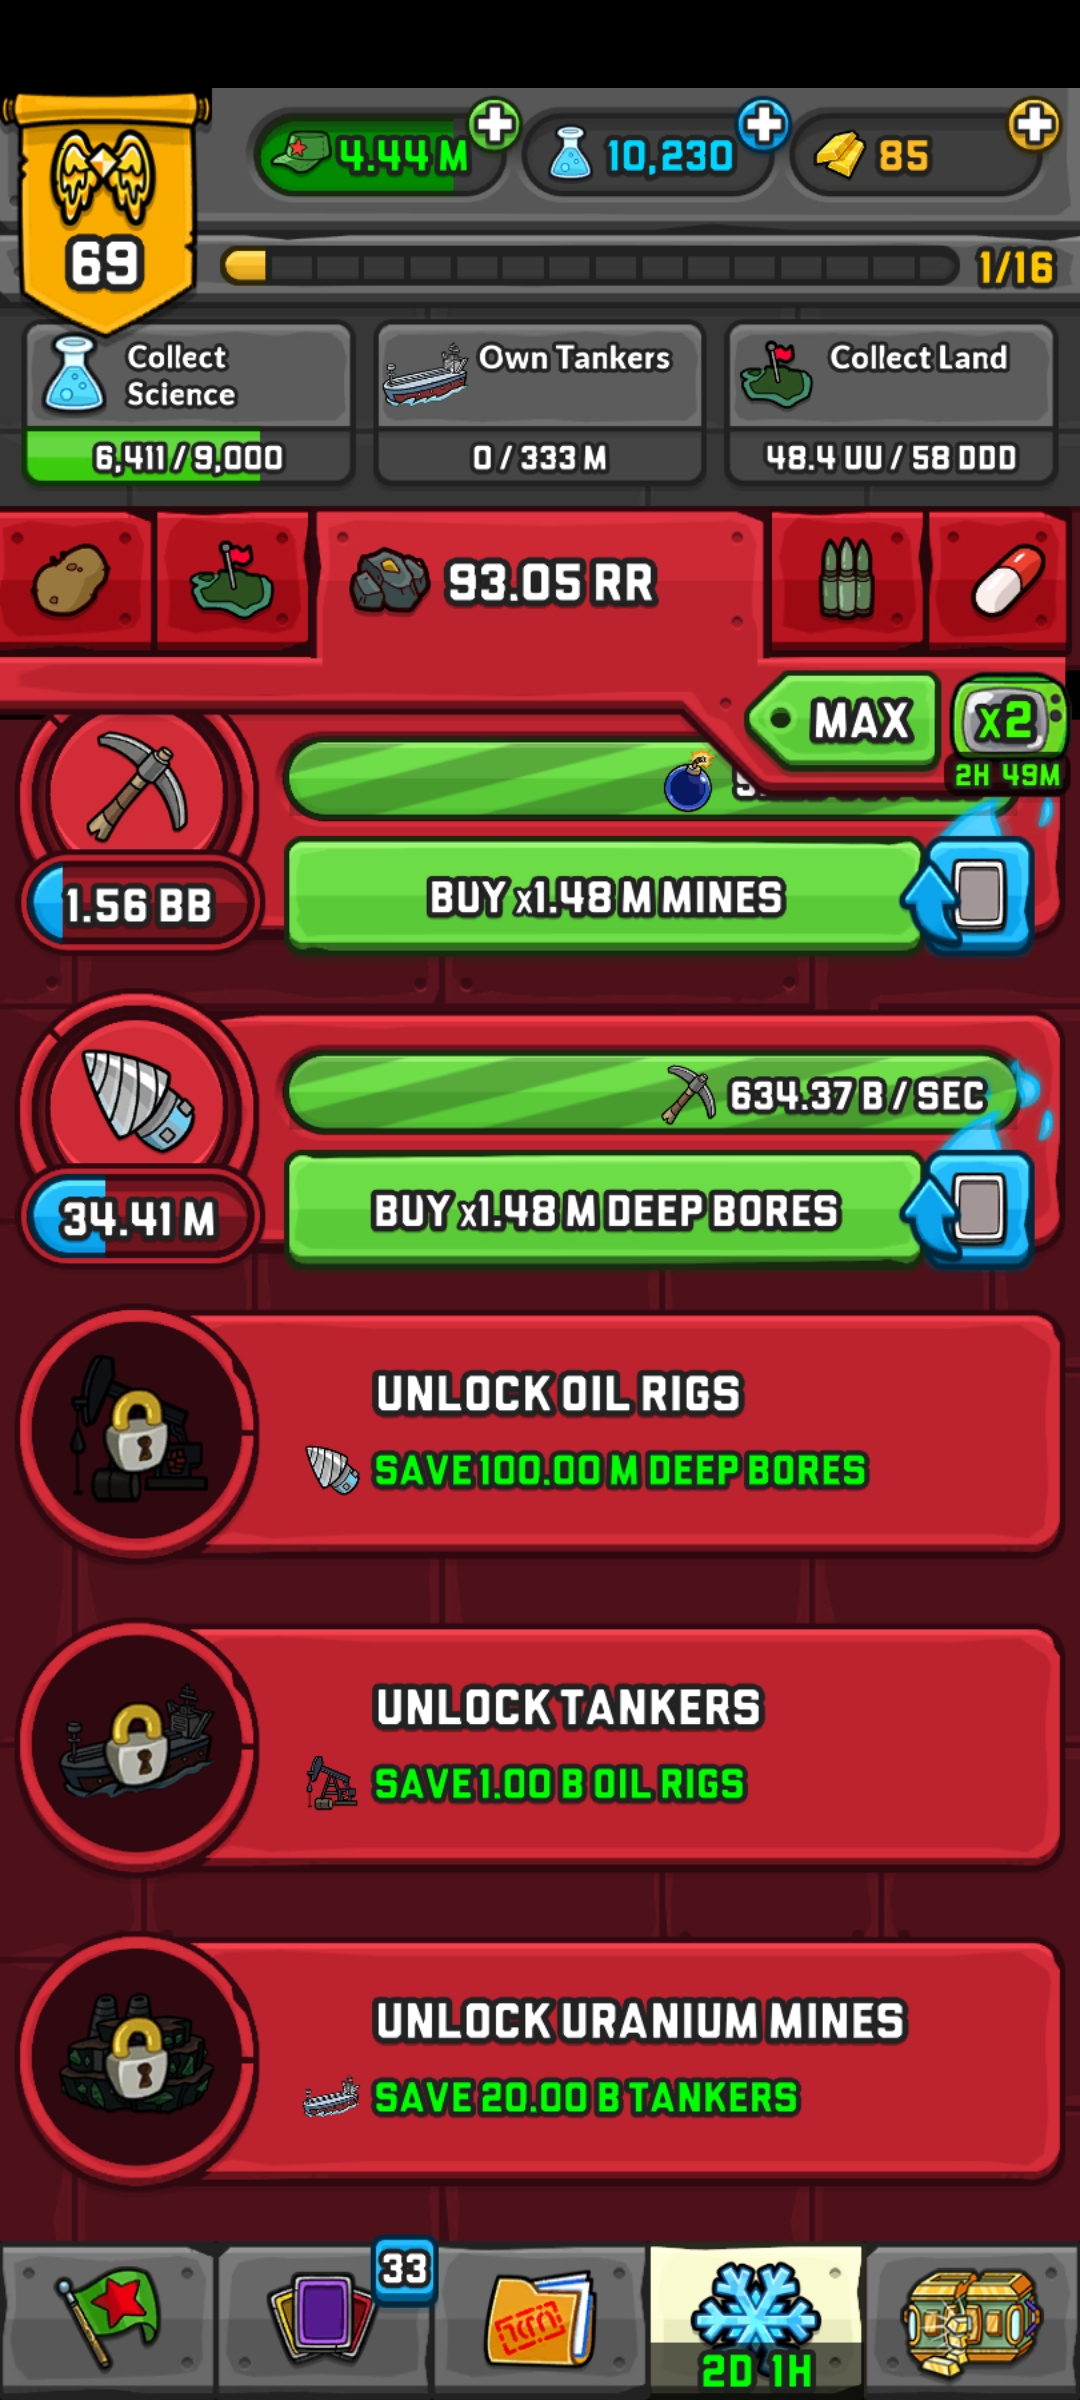 4.44 M
10,230
85
69
1/16
Collect
Science
6,411/9,000
Own Tankers
0/333 M
Collect Land
48.4 UU/58 DDD
93.05 RR
MAX
x2
2H 49M
1.56 BB
BUY x1.48 M MINES
634.37 B/SEC
34.41 M
BUY x1.48 M DEEP BORES
UNLOCK OIL RIGS
SAVE 100.00 M DEEP BORES
UNLOCK TANKERS
SAVE 1.00 B OIL RIGS
UNLOCK URANIUM MINES
SAVE 20.00 B TANKERS
33
2D 1H